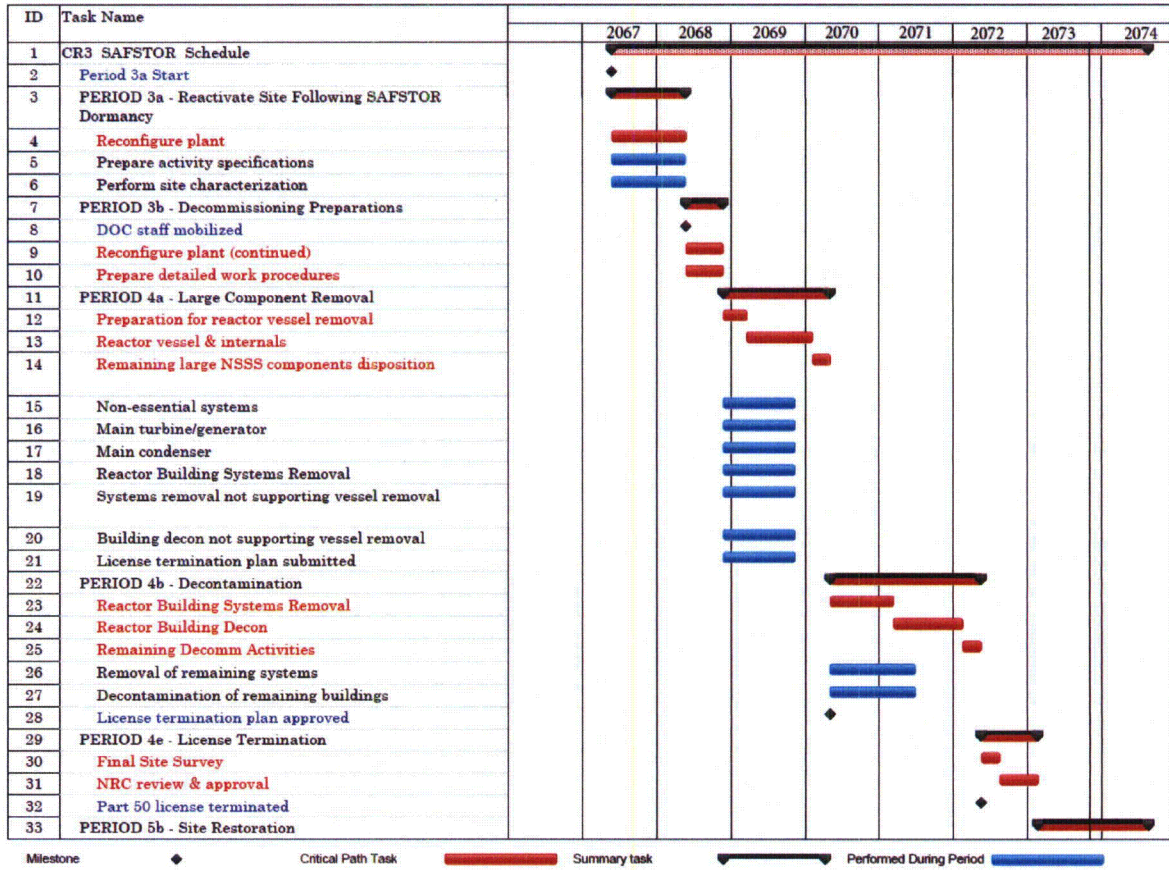 ID Task Name
2067 2068 2069 2070 2071 2072 2073 2074
1 CR3 SAFSTOR Schedule
2 Period 3a Start
3 PERIOD 3a - Reactivate Site Following SAFSTOR
Dormancy
4 Reconfigure plant
5 Prepare activity specifications
6 Perform site characterization
7 PERIOD 3b - Decommissioning Preparations
8 DOC staff mobilized
9 Reconfigure plant (continued)
10 Prepare detailed work procedures
11 PERIOD 4a - Large Component Removal
12 Preparation for reactor vessel removal
13 Reactor vessel & internals
14 Remaining large NSSS components disposition
15 Non-essential systems
16 Main turbine/generator
17 Main condenser
18 Reactor Building Systems Removal
19 Systems removal not supporting vessel removal
20 Building decon not supporting vessel removal
21 License termination plan submitted
22 PERIOD 4b - Decontamination
23 Reactor Building Systems Removal
24 Reactor Building Decon
25 Remaining Decomm Activities
26 Removal of remaining systems
27 Decontamination of remaining buildings
28 License termination plan approved
29 PERIOD 4e - License Termination
30 Final Site Survey
31 NRC review & approval
32 Part 50 license terminated
33 PERIOD 5b - Site Restoration
Milestone Critical Path Task Summary task Performed During Period